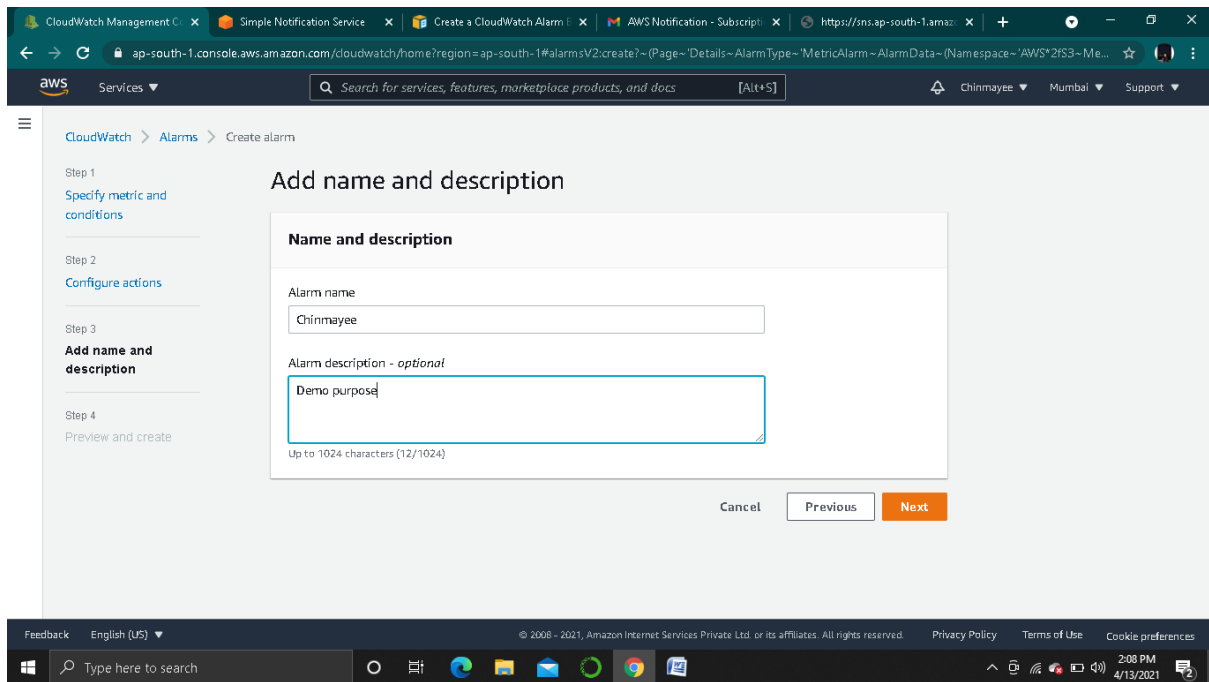 CloudWatch Management Co
Simple Notification Service
Create a CloudWatch Alarm B
AWS Notification - Subscripti
https://sns.ap-south-1.amazo
ap-south-1.console.aws.amazon.com/cloudwatch/home?region=ap-south-1#alarmsV2:create?~(Page~'Details~AlarmType~'MetricAlarm~AlarmData~(Namespace~'AWS*2fS3~Me...
aws
Services
Search for services, features, marketplace products, and docs
[Alt+S]
Chinmayee
Mumbai
Support
CloudWatch
Alarms
Create alarm
Step 1
Specify metric and
conditions
Step 2
Configure actions
Step 3
Add name and
description
Step 4
Preview and create
Add name and description
Name and description
Alarm name
Chinmayee
Alarm description - optional
Demo purpose
Up to 1024 characters (12/1024)
Cancel
Previous
Next
Feedback
English (US)
© 2008 - 2021, Amazon Internet Services Private Ltd. or its affiliates. All rights reserved.
Privacy Policy
Terms of Use
Cookie preferences
Type here to search
2:08 PM
4/13/2021
2